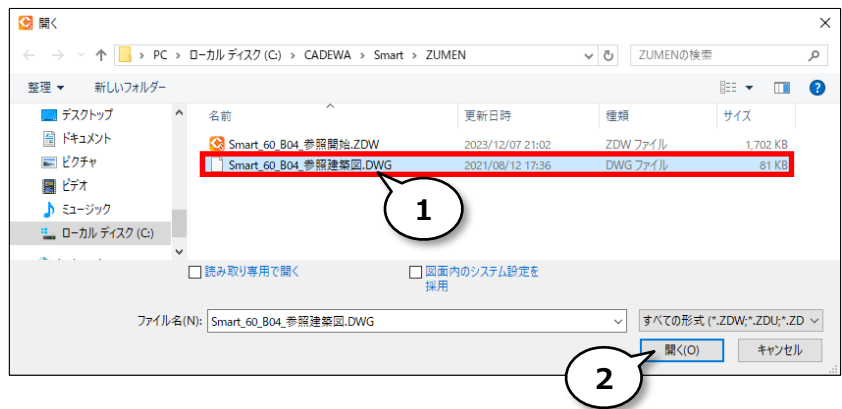 開く
PC › ローカル ディスク (C:) › CADEWA › Smart › ZUMEN
ZUMENの検索
整理 新しいフォルダー
デスクトップ
ドキュメント
ピクチャ
ビデオ
ミュージック
ローカル ディスク (C:)
名前 更新日時 種類 サイズ
Smart_60_B04_参照開始.ZDW 2023/12/07 21:02 ZDW ファイル 1,702 KB
Smart_60_B04_参照建築図.DWG 2021/08/12 17:36 DWG ファイル 81 KB
1
読み取り専用で開く
図面内のシステム設定を
採用
ファイル名(N): Smart_60_B04_参照建築図.DWG
すべての形式 (*.ZDW;*.ZDU;*.ZD
開く(O) キャンセル
2